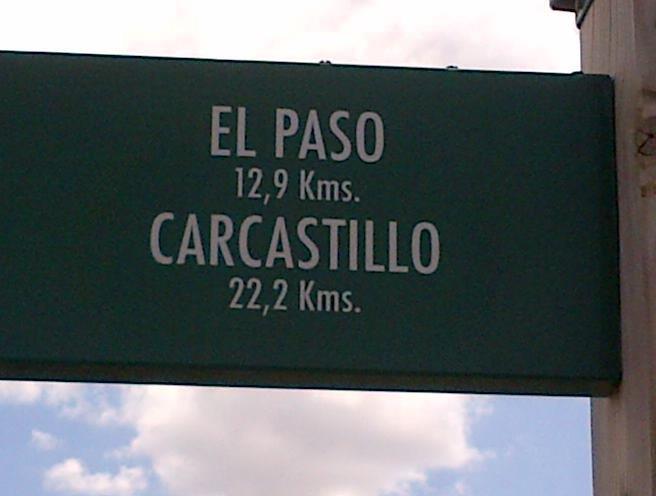 EL PASO
12,9 Kms.
CARCASTILLO
22,2 Kms.